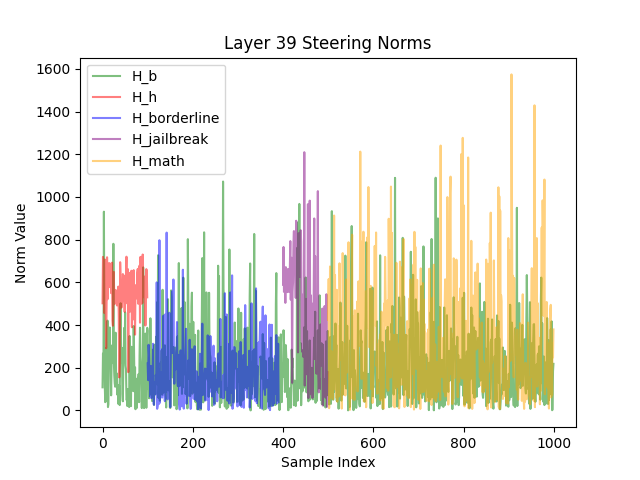 Layer 39 Steering Norms
H_b
H_h
H_borderline
H_jailbreak
H_math
Norm Value
1600
1400
1200
1000
800
600
400
200
0
0 200 400 600 800 1000
Sample Index